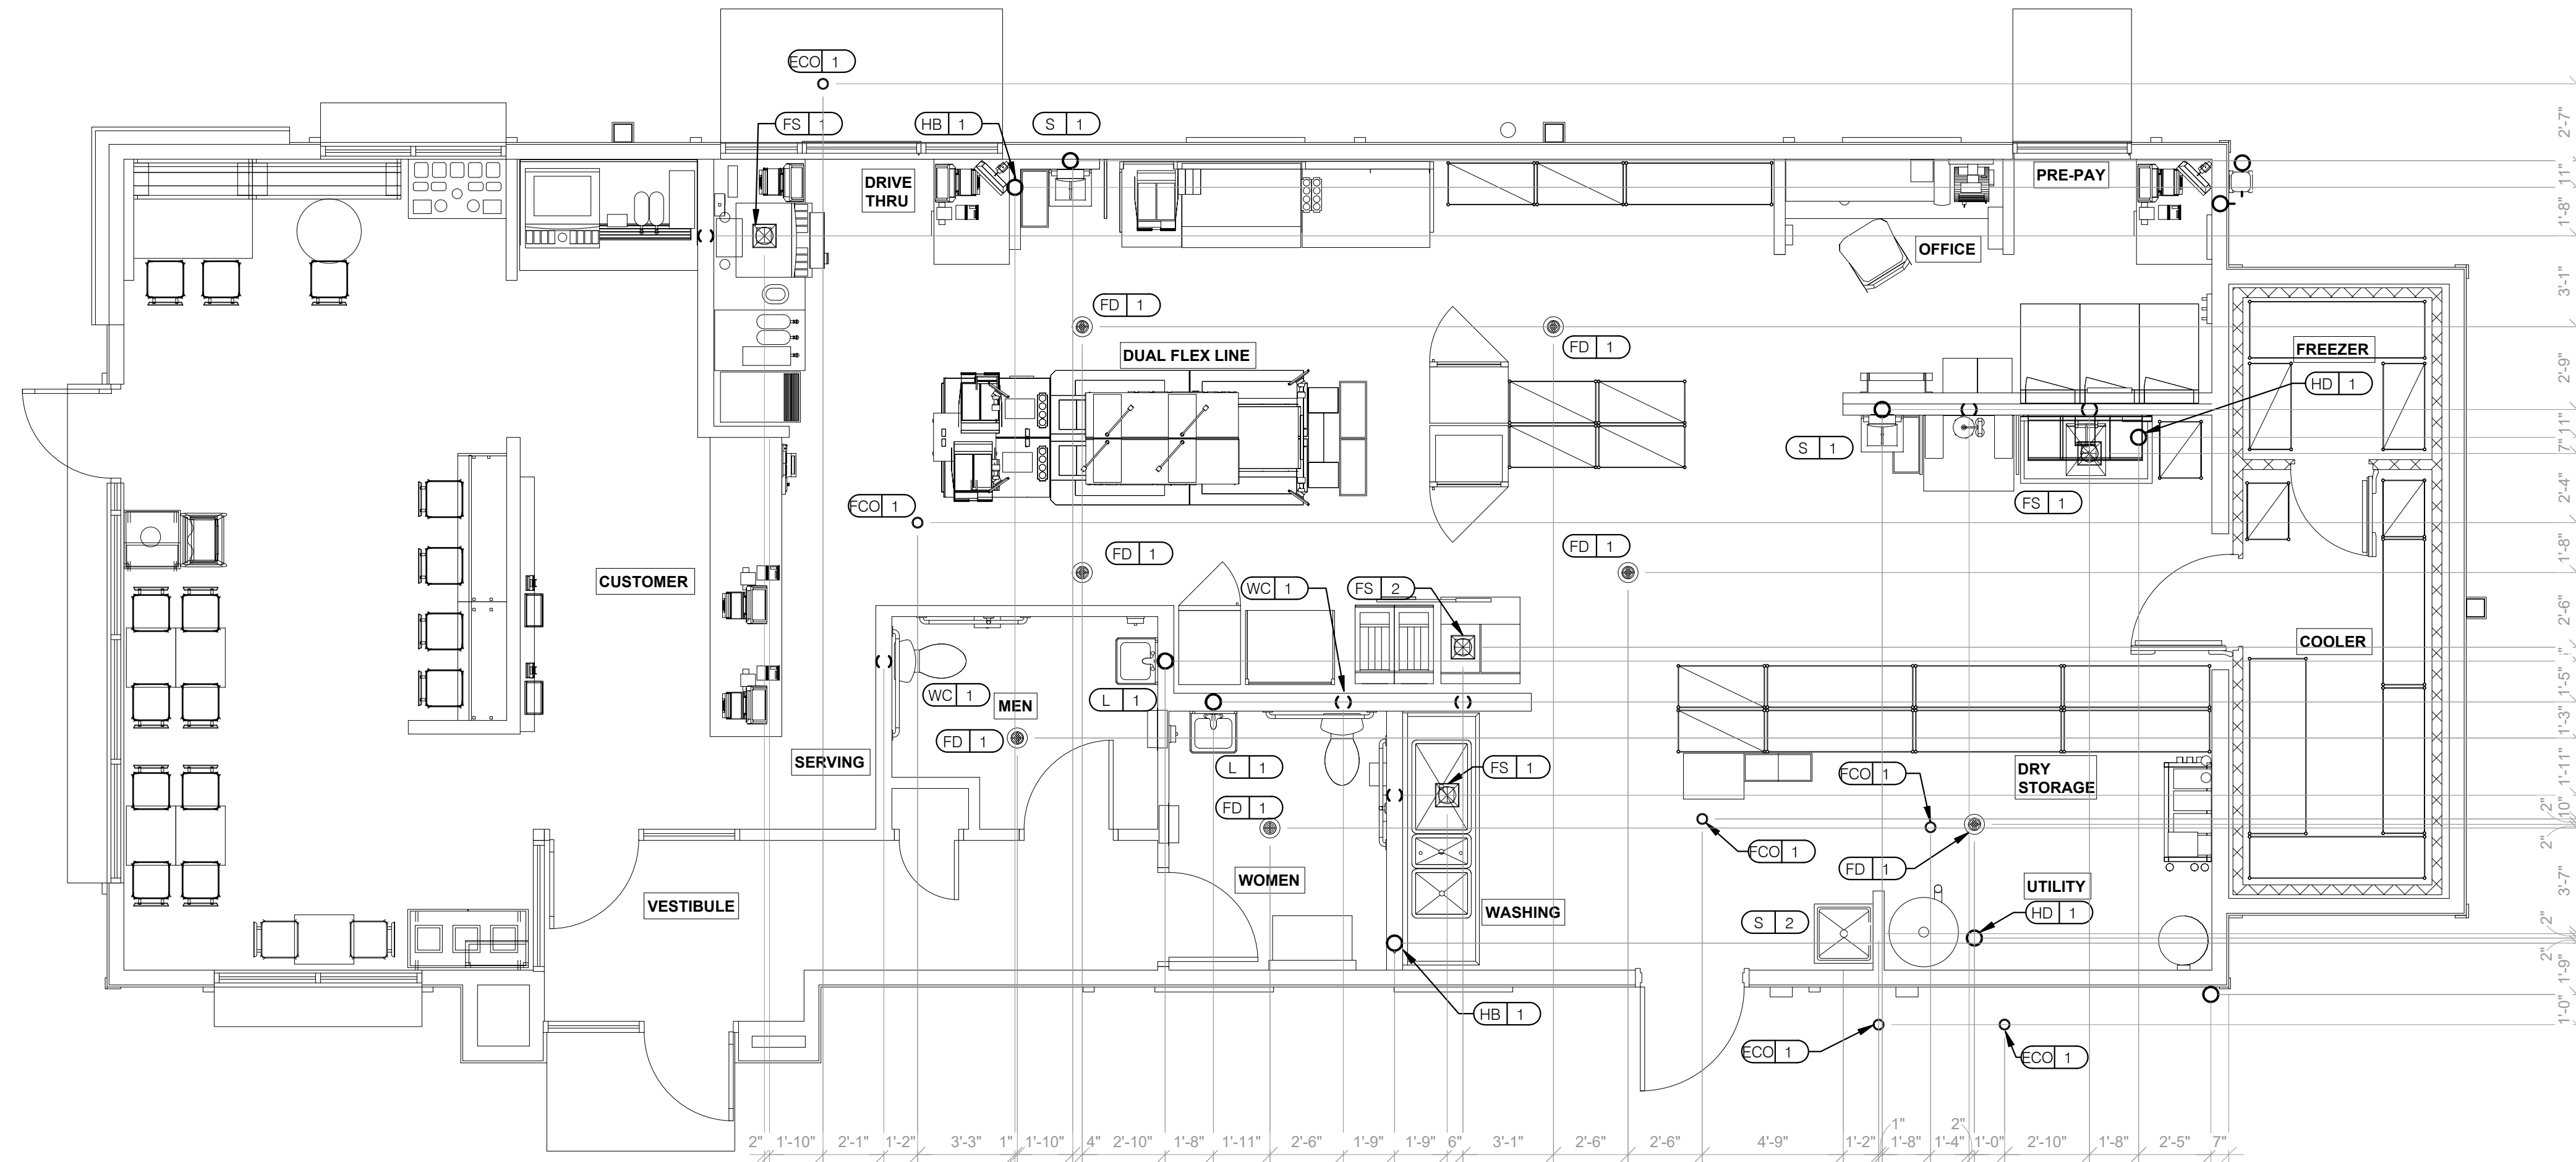 ECO 1
FS 1
HB 1
S 1
DRIVE
THRU
PRE-PAY
OFFICE
FD 1
FD 1
DUAL FLEX LINE
FREEZER
HD 1
S 1
FS 1
FCO 1
FD 1
FD 1
CUSTOMER
WC 1
FS 2
COOLER
WC 1
MEN
L 1
FD 1
SERVING
L 1
FS 1
FCO 1
DRY
STORAGE
FD 1
FCO 1
FD 1
WOMEN
UTILITY
VESTIBULE
WASHING
S 2
HD 1
HB 1
ECO 1
ECO 1
2'-7"
11"
1'-8"
3'-1"
2'-9"
11"
7"
2'-4"
1'-8"
2'-6"
1'-5"
1'-3"
1'-11"
2"
10"
2"
3'-7"
2"
2"
1'-9"
1'-0"
2"
1'-10"
2'-1"
1'-2"
3'-3"
1"
1'-10"
4"
2'-10"
1'-8"
1'-11"
2'-6"
1'-9"
1'-9"
6"
3'-1"
2'-6"
2'-6"
4'-9"
1'-2"
1"
1'-8"
1'-4"
2"
1'-0"
2'-10"
1'-8"
2'-5"
7"